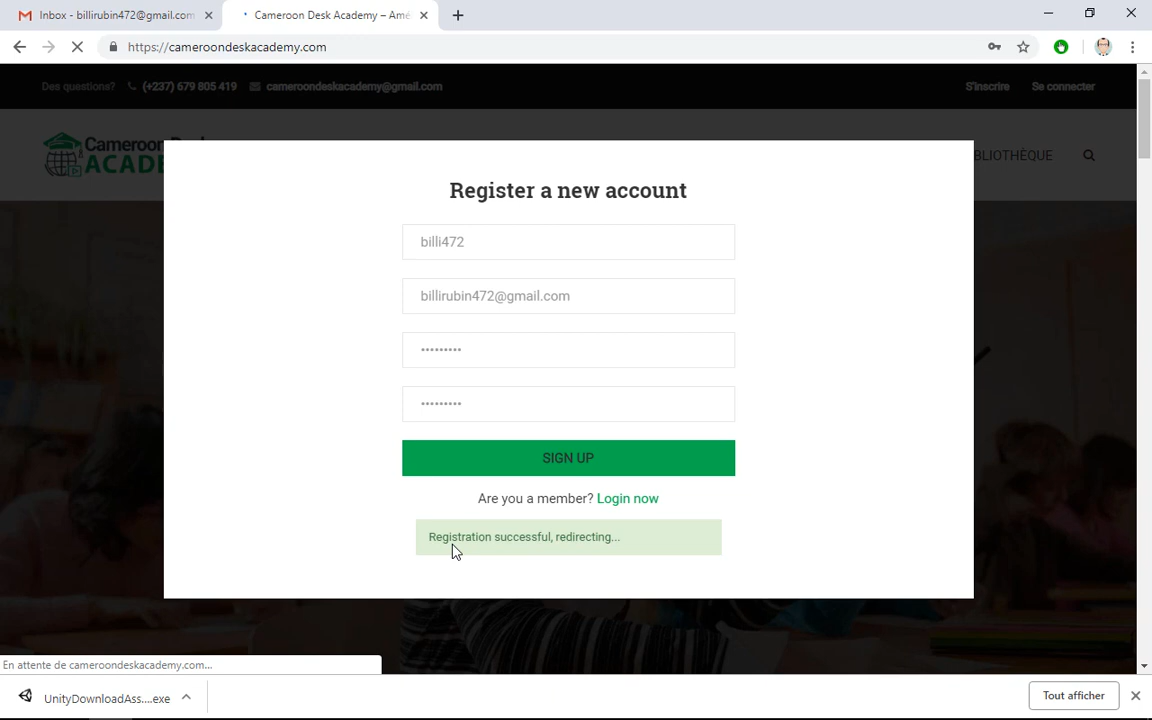 Inbox - billirubin472@gmail.com
Cameroon Desk Academy – Amé
https://cameroondeskacademy.com
Des questions? (+237) 679 805 419 cameroondeskacademy@gmail.com S'inscrire Se connecter
Cameroon
ACADE
BLIOTHÈQUE
Register a new account
billi472
billirubin472@gmail.com
•••••••••
•••••••••
SIGN UP
Are you a member? Login now
Registration successful, redirecting...
En attente de cameroondeskacademy.com...
UnityDownloadAss....exe
Tout afficher